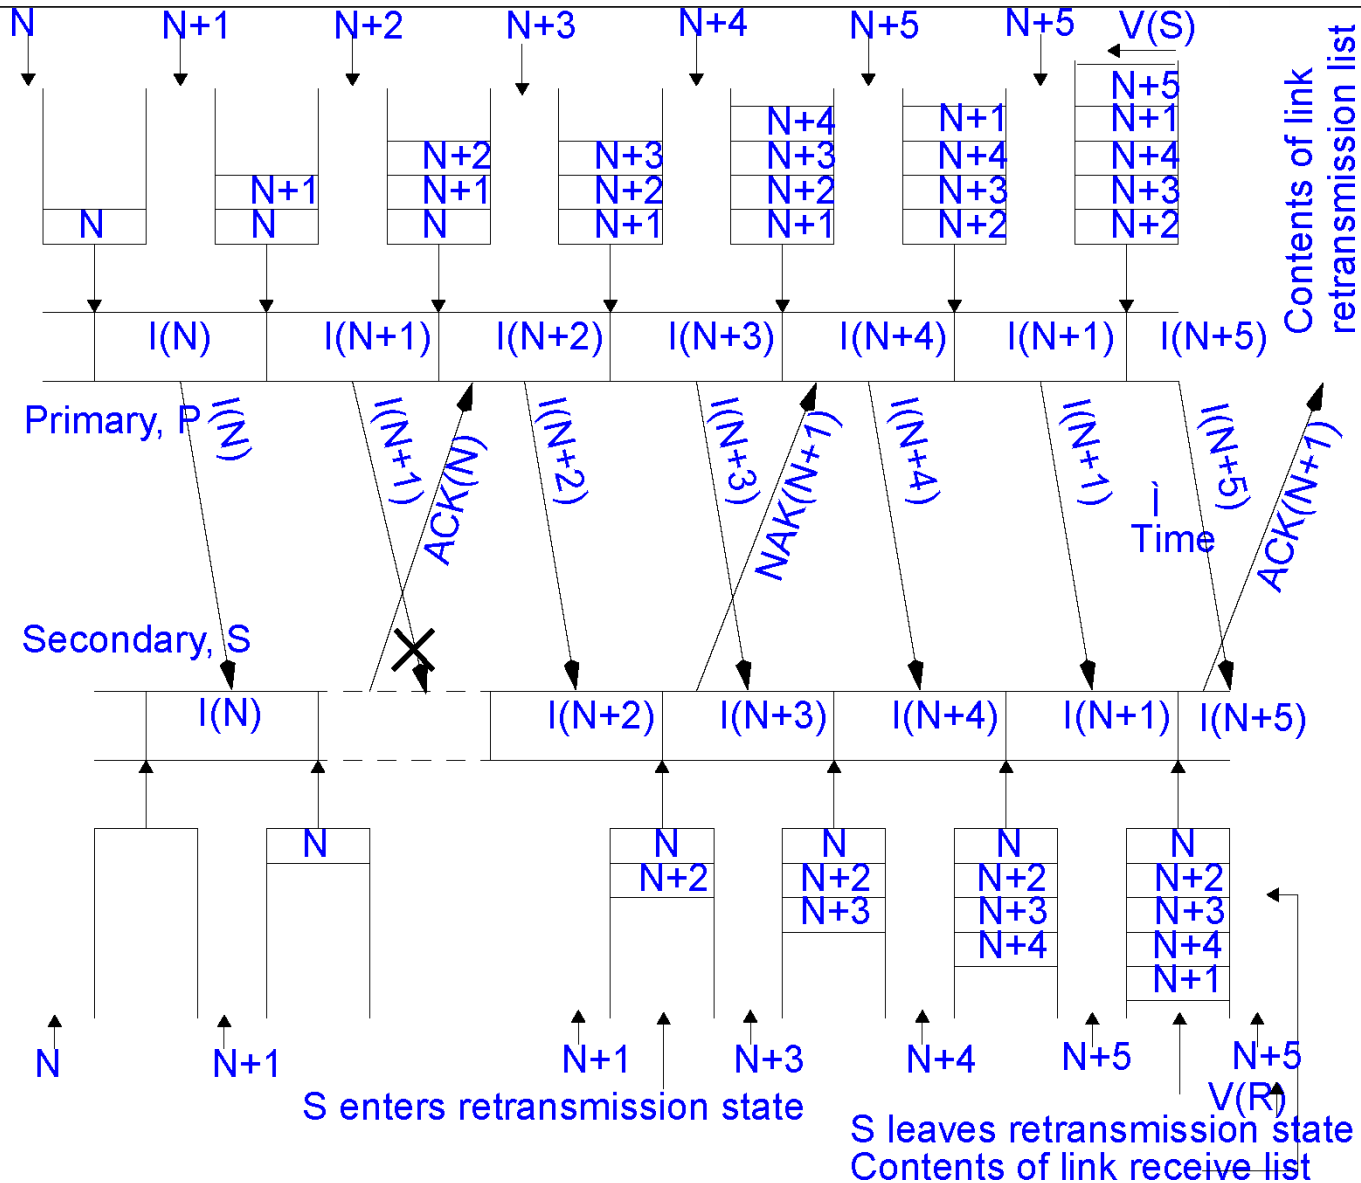 N N+1 N+2 N+3 N+4 N+5 N+5 V(S)
Contents of link
retransmission list
N
N+1
N
N+2
N+1
N
N+3
N+2
N+1
N+4
N+3
N+2
N+1
N+1
N+4
N+3
N+2
N+5
N+1
N+4
N+3
N+2
I(N) I(N+1) I(N+2) I(N+3) I(N+4) I(N+1) I(N+5)
Primary, P
I(N)
I(N+1)
ACK(N)
I(N+2)
I(N+3)
NAK(N+1)
I(N+4)
I(N+1)
Ì
Time
I(N+5)
ACK(N+1)
Secondary, S
I(N) I(N+2) I(N+3) I(N+4) I(N+1) I(N+5)
N
N
N+2
N
N+2
N+3
N
N+2
N+3
N+4
N
N+2
N+3
N+4
N+1
N N+1 N+1 N+3 N+4 N+5 N+5
V(R)
S enters retransmission state
S leaves retransmission state
Contents of link receive list